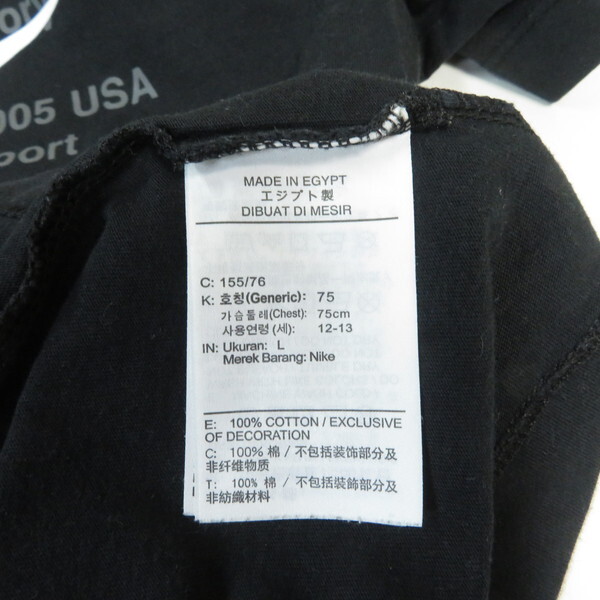 005 USA
port
MADE IN EGYPT
エジプト製
DIBUAT DI MESIR
C: 155/76
K: 호칭(Generic): 75
가슴둘레(Chest): 75cm
사용연령 (세): 12-13
IN: Ukuran: L
Merek Barang: Nike
E: 100% COTTON / EXCLUSIVE
OF DECORATION
C: 100% 棉 / 不包括装饰部分及
非纤维物质
T: 100% 棉 / 不包括裝飾部分及
非紡織材料